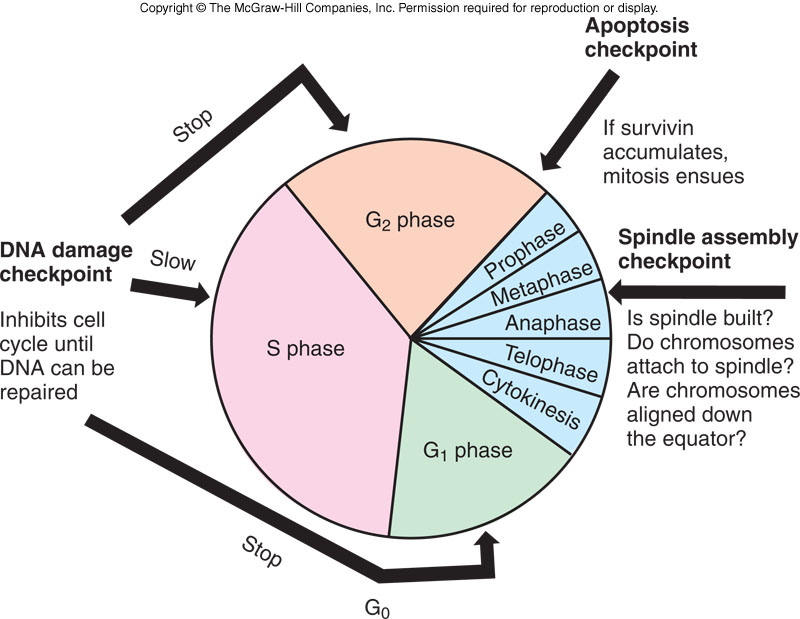 Copyright © The McGraw-Hill Companies, Inc. Permission required for reproduction or display.
Apoptosis
checkpoint
If survivin
accumulates,
mitosis ensues
Stop
G₂ phase
DNA damage
checkpoint
Slow
Inhibits cell
cycle until
DNA can be
repaired
S phase
Prophase
Metaphase
Anaphase
Telophase
Cytokinesis
Spindle assembly
checkpoint
Is spindle built?
Do chromosomes
attach to spindle?
Are chromosomes
aligned down
the equator?
G₁ phase
Stop
G₀